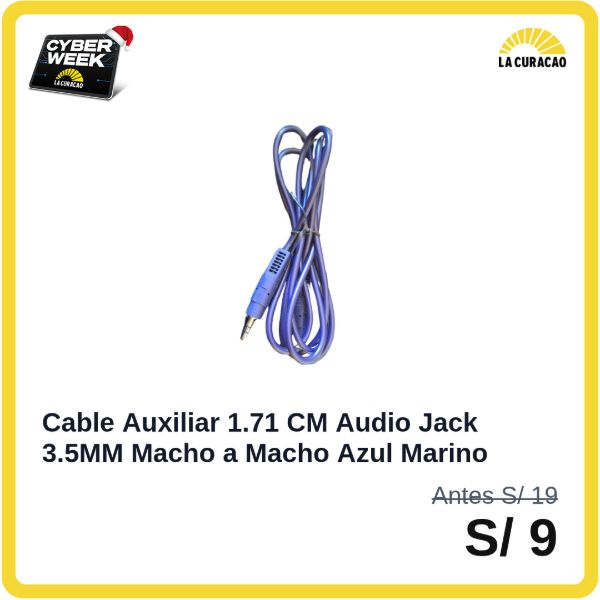 CYBER
WEEK
LA CURACAO
LA CURACAO
Cable Auxiliar 1.71 CM Audio Jack
3.5MM Macho a Macho Azul Marino
Antes S/ 19
S/ 9